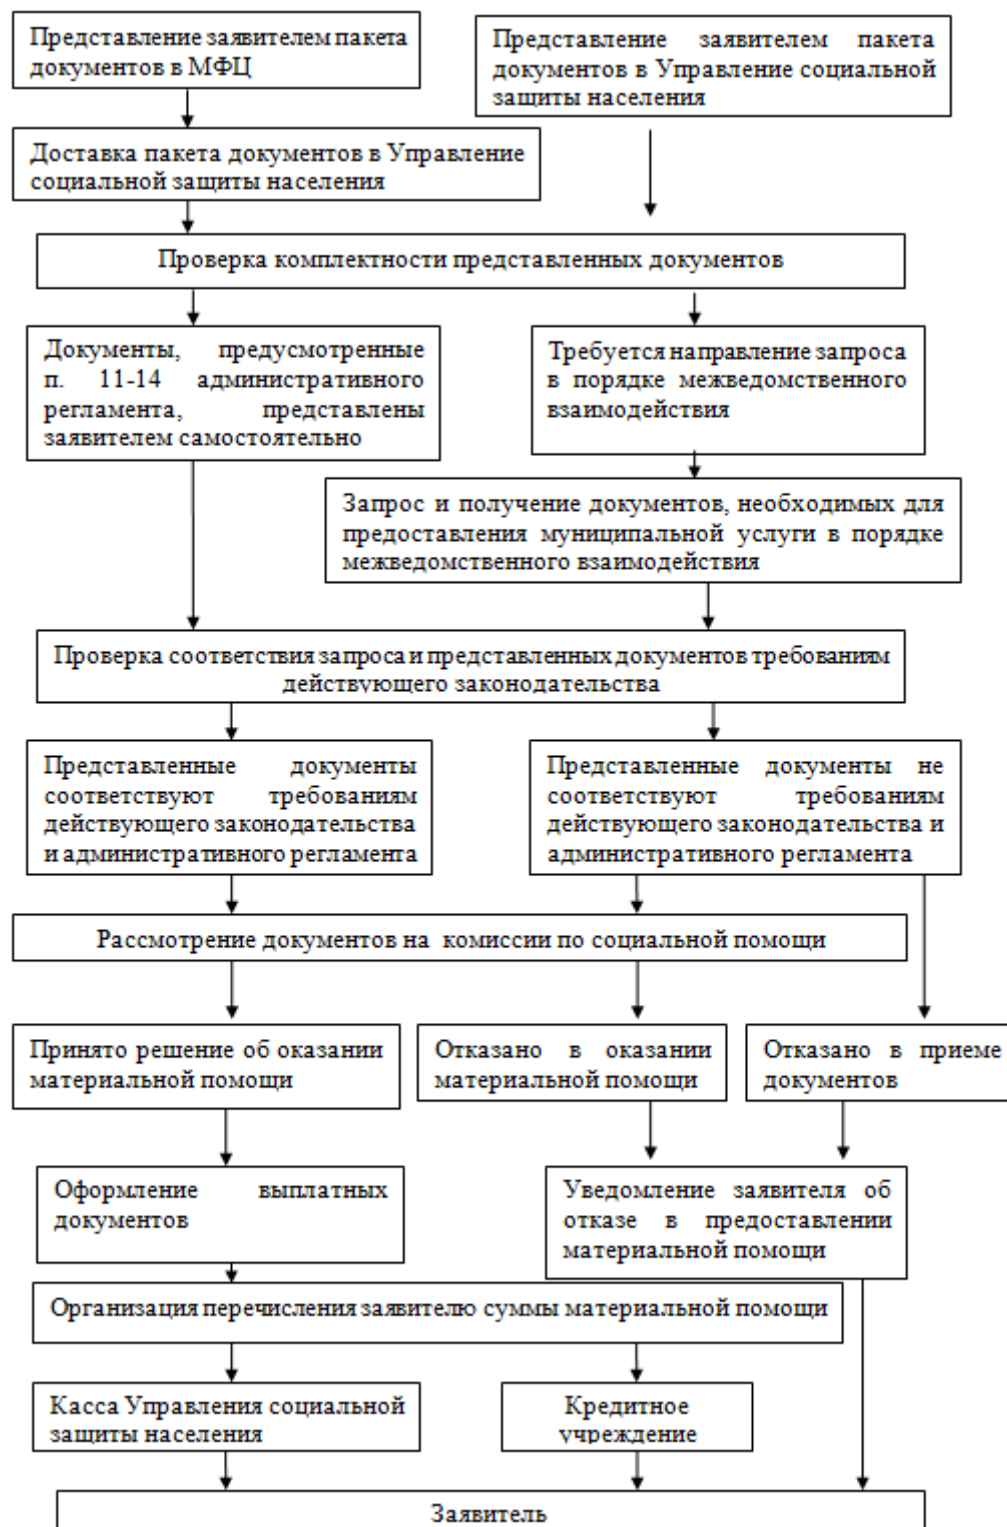 Представление заявителем пакета
документов в МФЦ
Представление заявителем пакета
документов в Управление социальной
защиты населения
Доставка пакета документов в Управление
социальной защиты населения
Проверка комплектности представленных документов
Документы, предусмотренные
п. 11-14 административного
регламента, представлены
заявителем самостоятельно
Требуется направление запроса
в порядке межведомственного
взаимодействия
Запрос и получение документов, необходимых для
предоставления муниципальной услуги в порядке
межведомственного взаимодействия
Проверка соответствия запроса и представленных документов требованиям
действующего законодательства
Представленные документы
соответствуют требованиям
действующего законодательства
и административного регламента
Представленные документы не
соответствуют требованиям
действующего законодательства и
административного регламента
Рассмотрение документов на комиссии по социальной помощи
Принято решение об оказании
материальной помощи
Отказано в оказании
материальной помощи
Отказано в приеме
документов
Оформление выплатных
документов
Уведомление заявителя об
отказе в предоставлении
материальной помощи
Организация перечисления заявителю суммы материальной помощи
Касса Управления социальной
защиты населения
Кредитное
учреждение
Заявитель